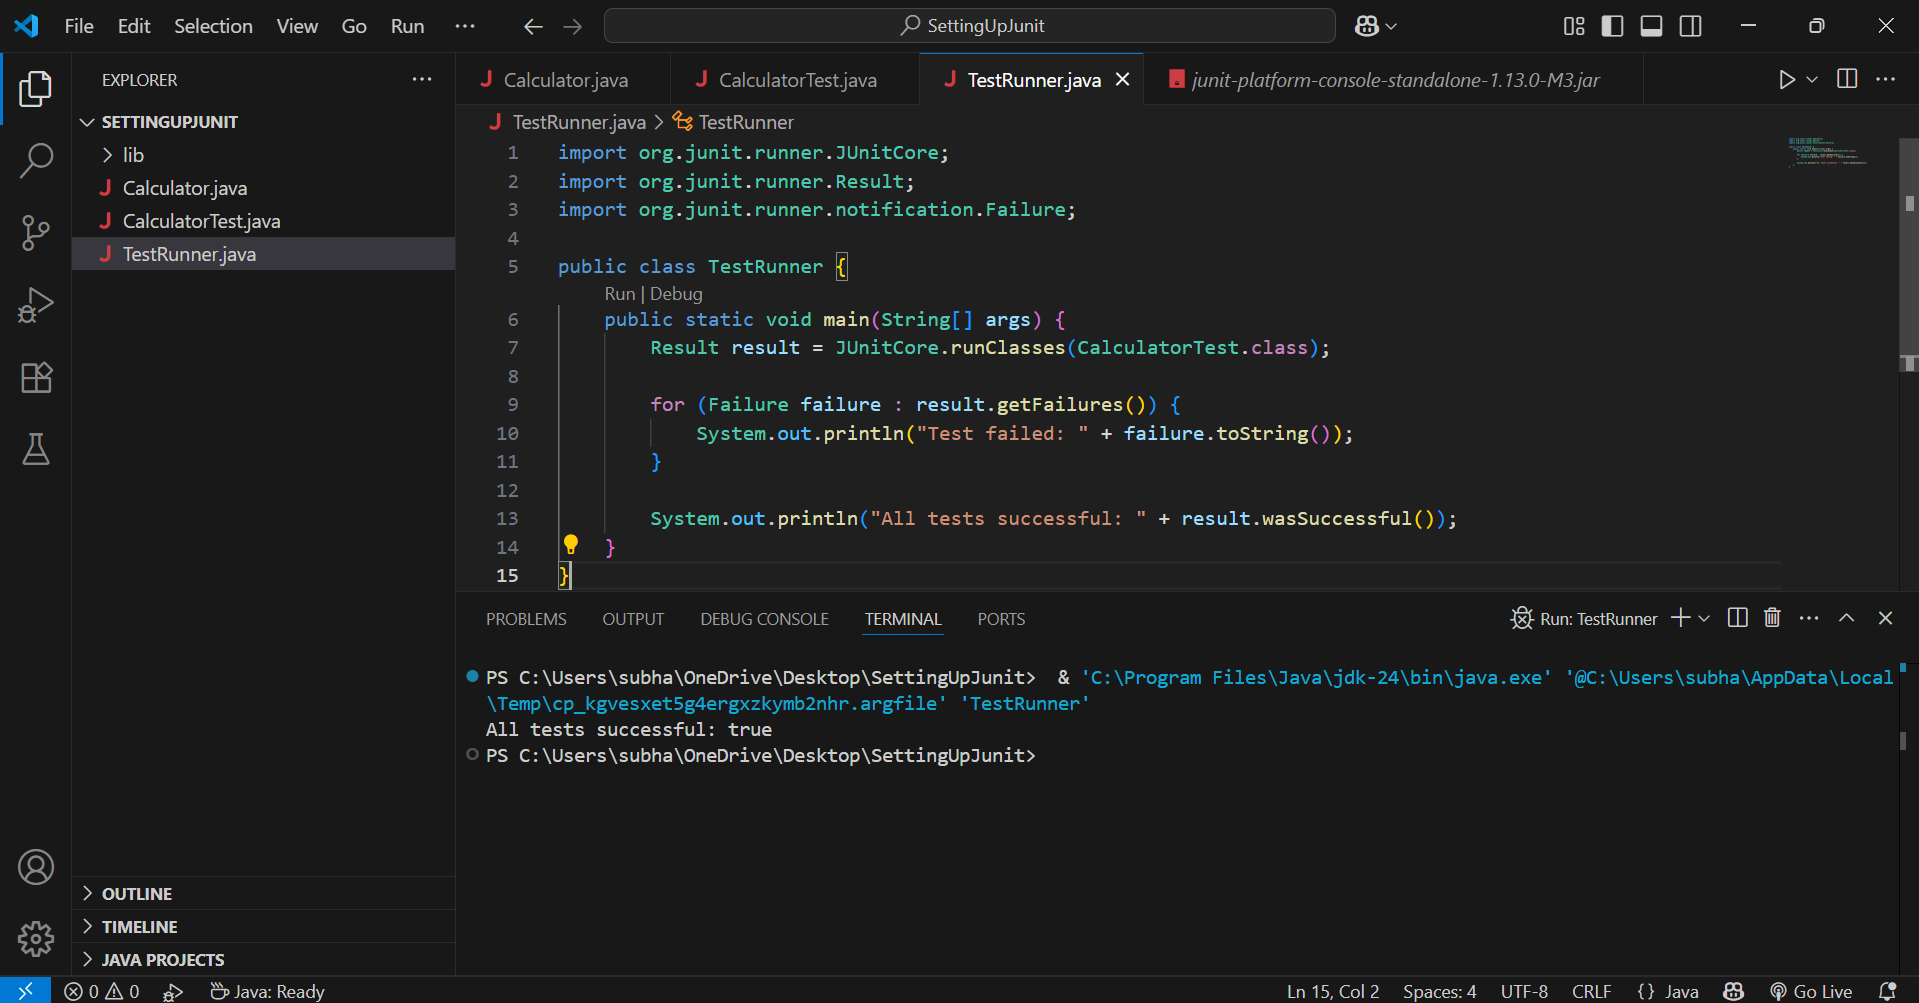 File Edit Selection View Go Run ··· SettingUpJunit
EXPLORER ···
SETTINGUPJUNIT
lib
Calculator.java
CalculatorTest.java
TestRunner.java
OUTLINE
TIMELINE
JAVA PROJECTS
Calculator.java CalculatorTest.java TestRunner.java junit-platform-console-standalone-1.13.0-M3.jar
TestRunner.java > TestRunner
1 import org.junit.runner.JUnitCore;
2 import org.junit.runner.Result;
3 import org.junit.runner.notification.Failure;
4
5 public class TestRunner {
Run | Debug
6 public static void main(String[] args) {
7 Result result = JUnitCore.runClasses(CalculatorTest.class);
8
9 for (Failure failure : result.getFailures()) {
10 System.out.println("Test failed: " + failure.toString());
11 }
12
13 System.out.println("All tests successful: " + result.wasSuccessful());
14 }
15 }
PROBLEMS OUTPUT DEBUG CONSOLE TERMINAL PORTS Run: TestRunner
PS C:\Users\subha\OneDrive\Desktop\SettingUpJunit> & 'C:\Program Files\Java\jdk-24\bin\java.exe' '@C:\Users\subha\AppData\Local
\Temp\cp_kgvesxet5g4ergxzkymb2nhr.argfile' 'TestRunner'
All tests successful: true
PS C:\Users\subha\OneDrive\Desktop\SettingUpJunit>
0 0 Java: Ready Ln 15, Col 2 Spaces: 4 UTF-8 CRLF {} Java Go Live